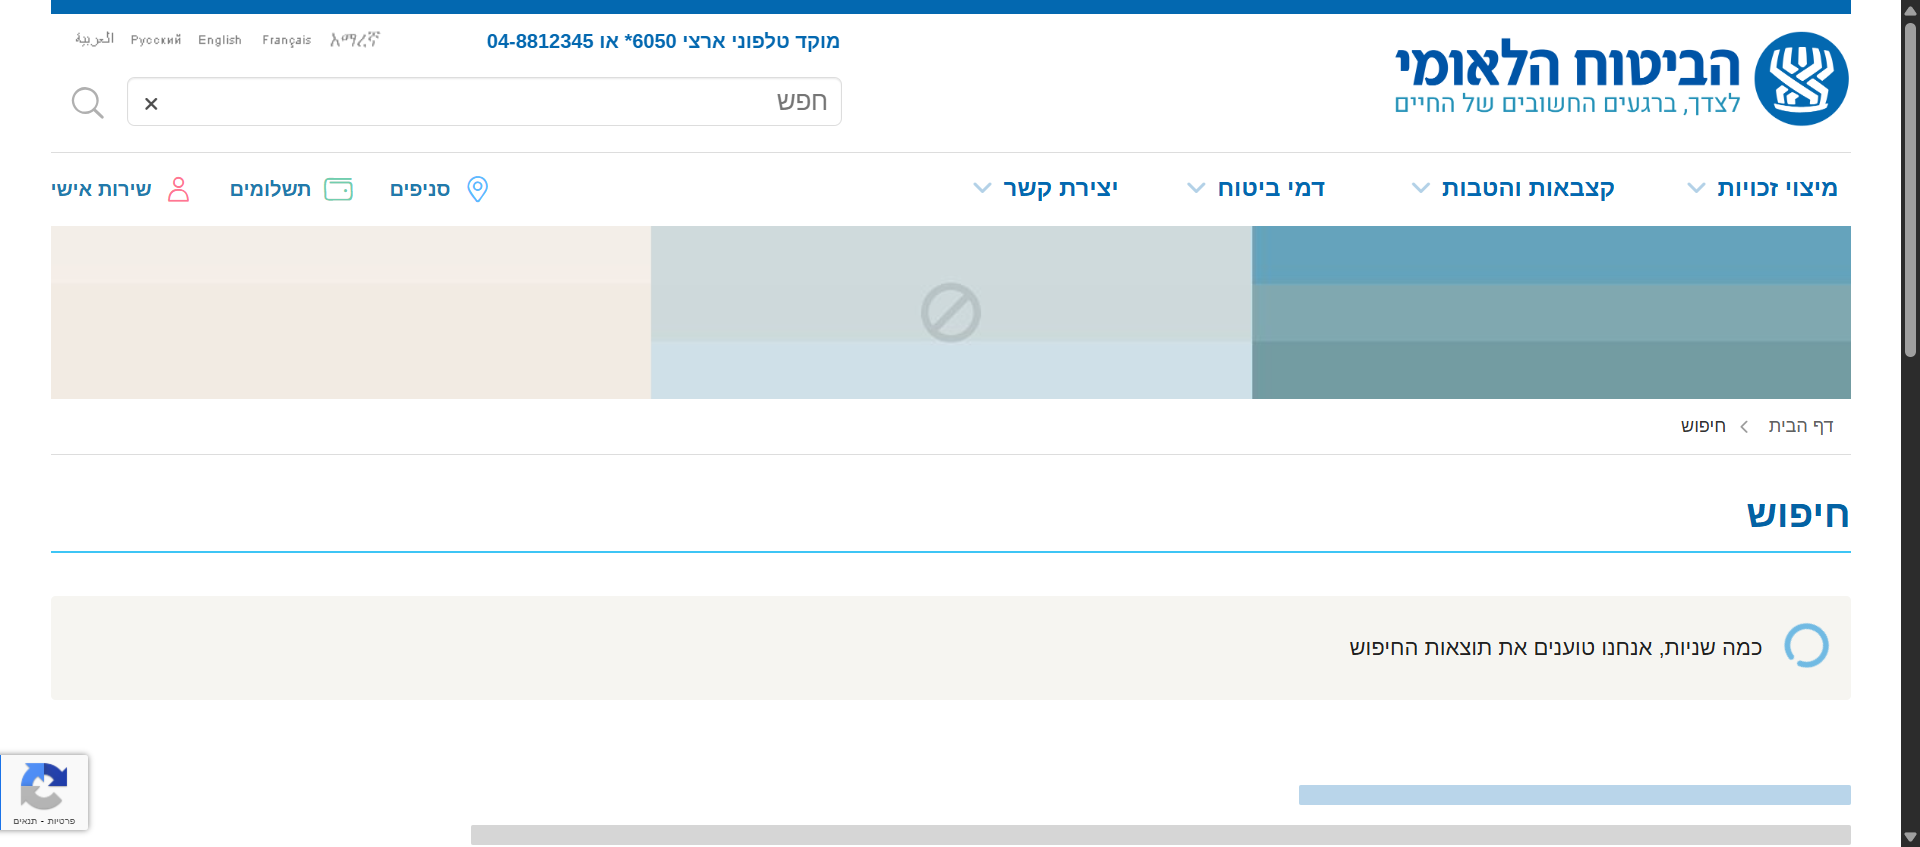 הביטוח הלאומי
לצדך, ברגעים החשובים של החיים
מוקד טלפוני ארצי 6050* או 04-8812345
አማረኛ Français English Русский العربية
חפש
מיצוי זכויות קצבאות והטבות דמי ביטוח יצירת קשר סניפים תשלומים שירות אישי
דף הבית חיפוש
חיפוש
כמה שניות, אנחנו טוענים את תוצאות החיפוש
פרטיות - תנאים